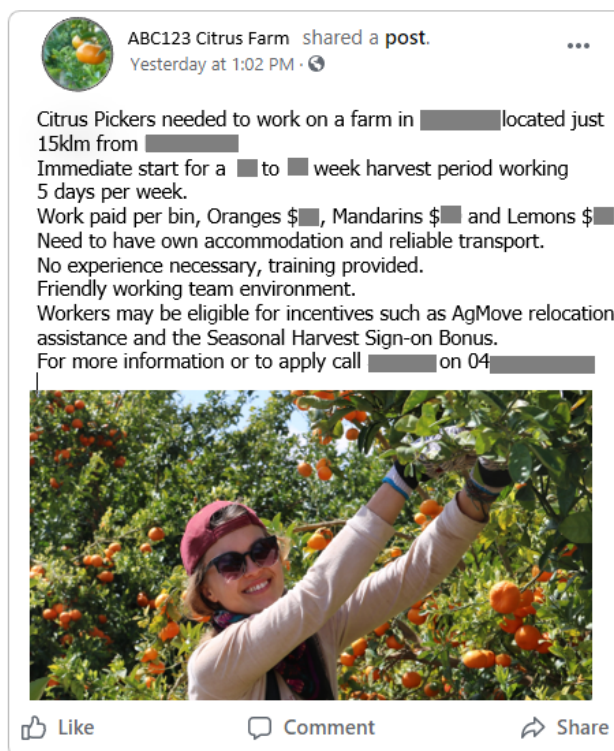 ABC123 Citrus Farm shared a post.
Yesterday at 1:02 PM ·
Citrus Pickers needed to work on a farm in located just
15klm from
Immediate start for a to week harvest period working
5 days per week.
Work paid per bin, Oranges $ , Mandarins $ and Lemons $
Need to have own accommodation and reliable transport.
No experience necessary, training provided.
Friendly working team environment.
Workers may be eligible for incentives such as AgMove relocation
assistance and the Seasonal Harvest Sign-on Bonus.
For more information or to apply call on 04
Like Comment Share